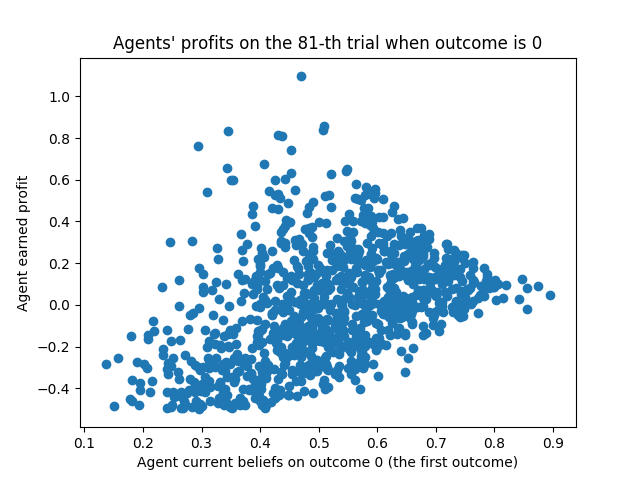 Agents' profits on the 81-th trial when outcome is 0
Agent earned profit
1.0
0.8
0.6
0.4
0.2
0.0
−0.2
−0.4
0.1 0.2 0.3 0.4 0.5 0.6 0.7 0.8 0.9
Agent current beliefs on outcome 0 (the first outcome)